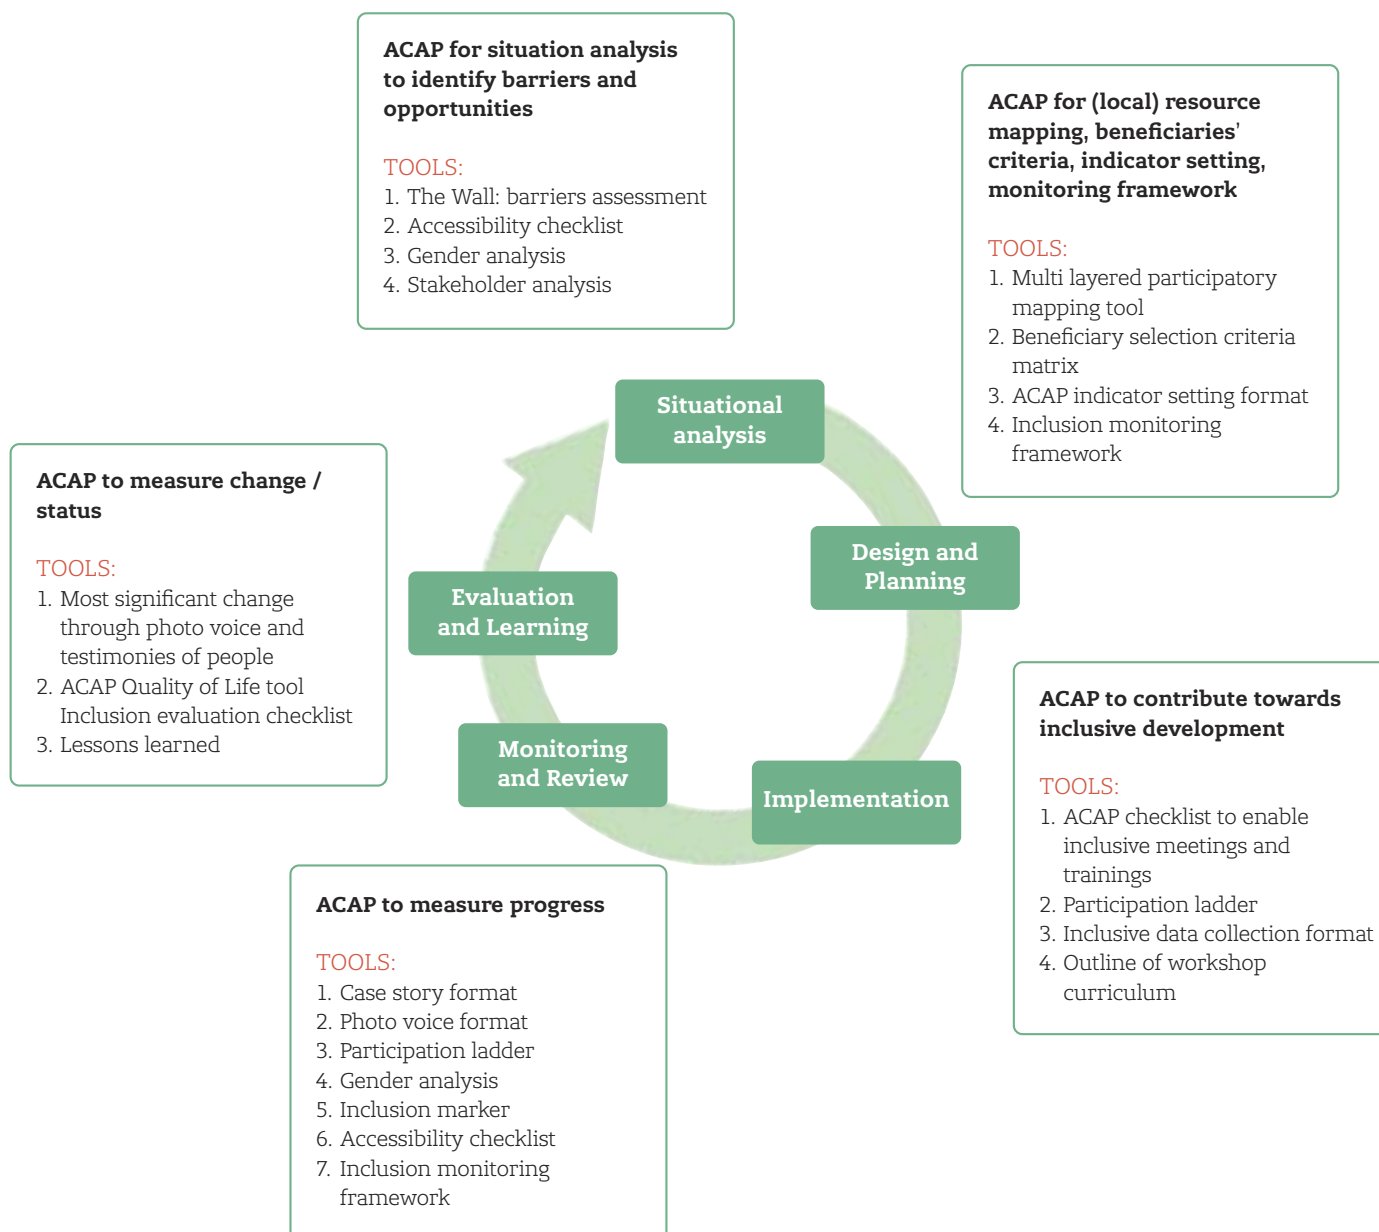 ACAP for situation analysis
to identify barriers and
opportunities
TOOLS:
1. The Wall: barriers assessment
2. Accessibility checklist
3. Gender analysis
4. Stakeholder analysis
ACAP for (local) resource
mapping, beneficiaries’
criteria, indicator setting,
monitoring framework
TOOLS:
1. Multi layered participatory
mapping tool
2. Beneficiary selection criteria
matrix
3. ACAP indicator setting format
4. Inclusion monitoring
framework
Situational
analysis
Design and
Planning
Implementation
Monitoring
and Review
Evaluation
and Learning
ACAP to measure change /
status
TOOLS:
1. Most significant change
through photo voice and
testimonies of people
2. ACAP Quality of Life tool
Inclusion evaluation checklist
3. Lessons learned
ACAP to contribute towards
inclusive development
TOOLS:
1. ACAP checklist to enable
inclusive meetings and
trainings
2. Participation ladder
3. Inclusive data collection format
4. Outline of workshop
curriculum
ACAP to measure progress
TOOLS:
1. Case story format
2. Photo voice format
3. Participation ladder
4. Gender analysis
5. Inclusion marker
6. Accessibility checklist
7. Inclusion monitoring
framework